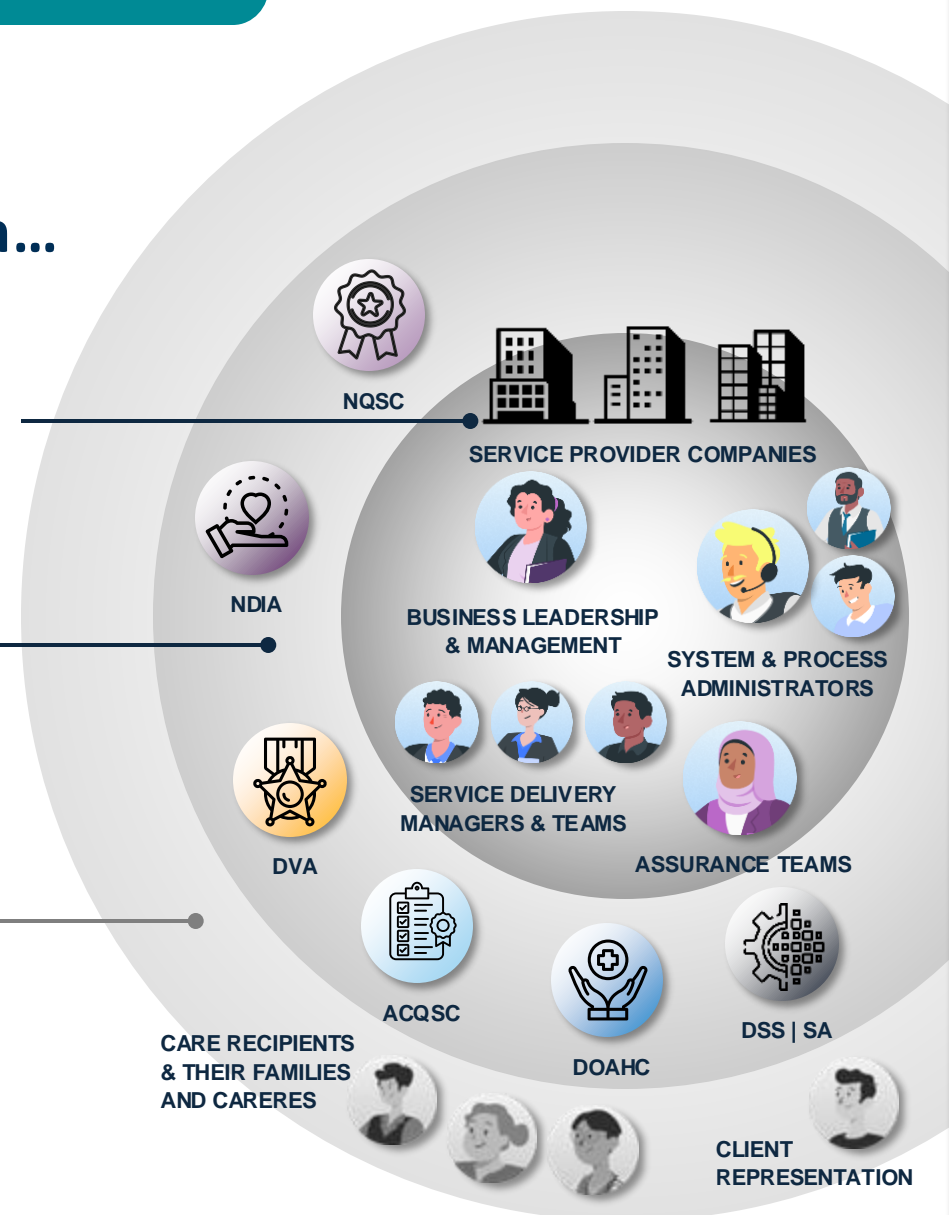 ...
NQSC
SERVICE PROVIDER COMPANIES
NDIA
BUSINESS LEADERSHIP
& MANAGEMENT
SYSTEM & PROCESS
ADMINISTRATORS
SERVICE DELIVERY
MANAGERS & TEAMS
DVA
ASSURANCE TEAMS
ACQSC
DSS | SA
DOAHC
CARE RECIPIENTS
& THEIR FAMILIES
AND CARERES
CLIENT
REPRESENTATION